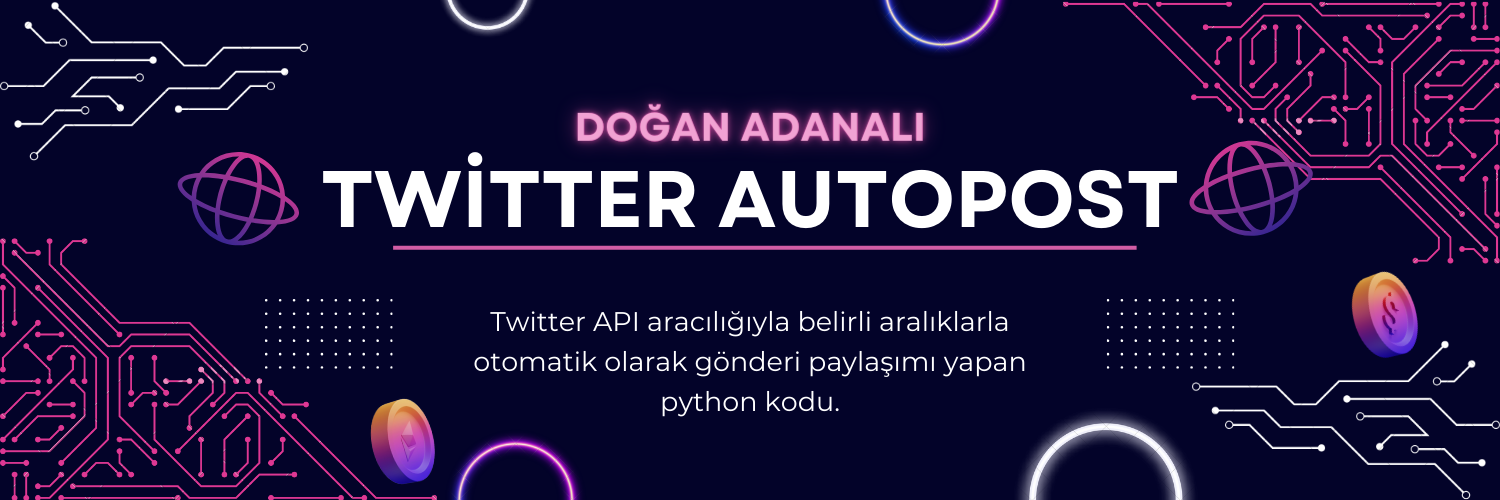 DOĞAN ADANALI
TWİTTER AUTOPOST
Twitter API aracılığıyla belirli aralıklarla
otomatik olarak gönderi paylaşımı yapan
python kodu.